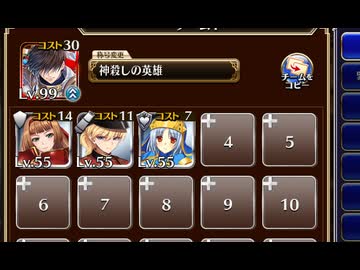 コスト30
称号変更
神殺しの英雄
チームを
コピー
Lv.99
コスト14
コスト11
コスト 7
Lv.55
Lv.55
Lv.55
4
5
6
7
8
9
10